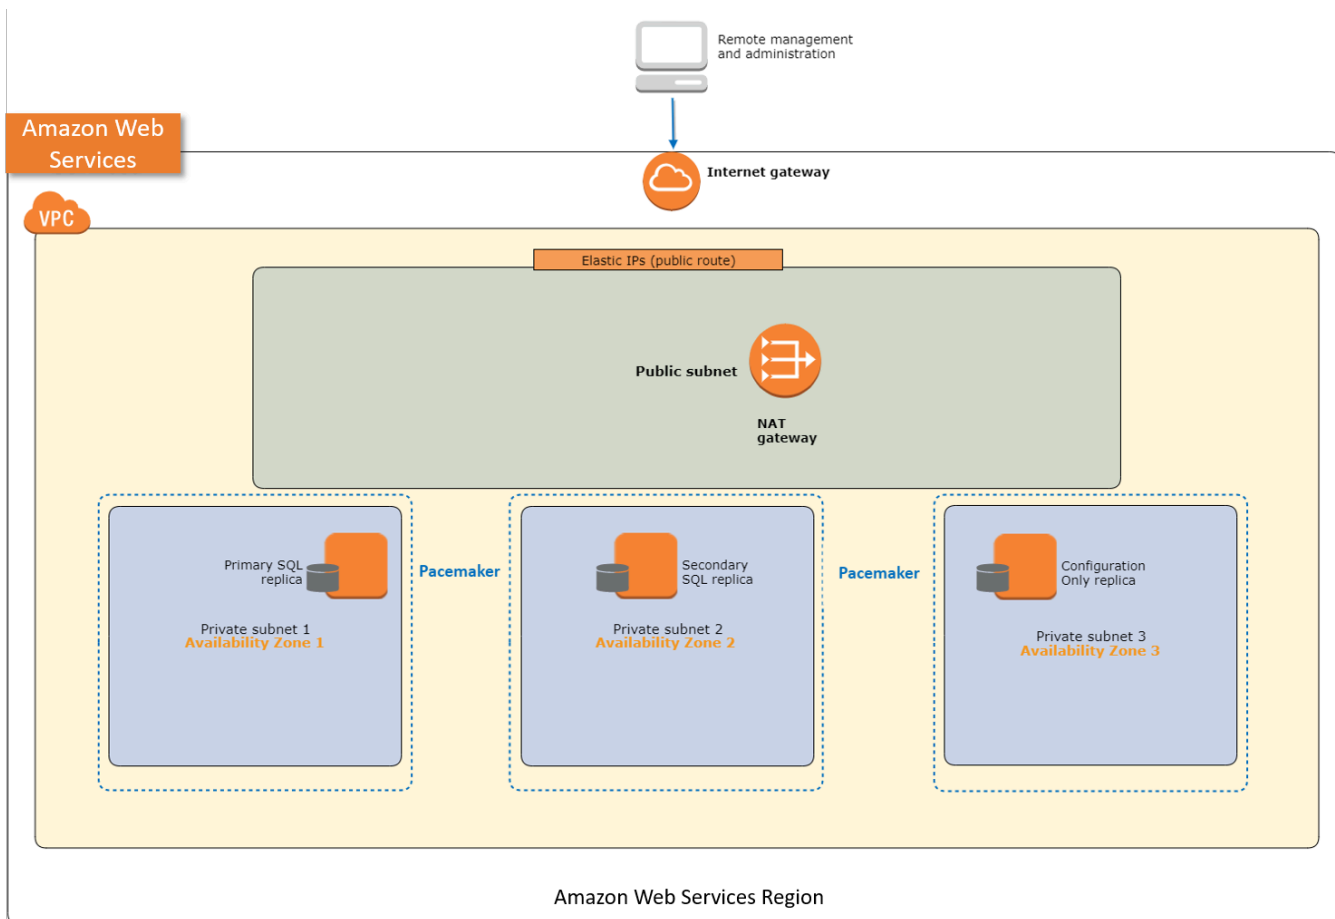 Remote management
and administration
Amazon Web
Services
Internet gateway
VPC
Elastic IPs (public route)
Public subnet
NAT
gateway
Primary SQL
replica
Pacemaker
Secondary
SQL replica
Pacemaker
Configuration
Only replica
Private subnet 1
Availability Zone 1
Private subnet 2
Availability Zone 2
Private subnet 3
Availability Zone 3
Amazon Web Services Region